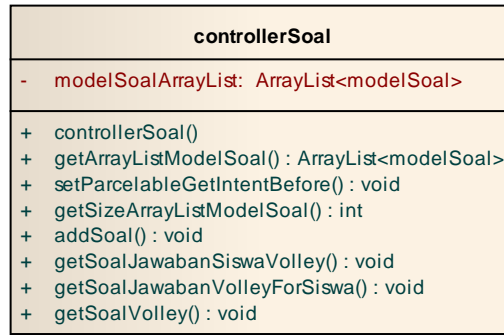 controllerSoal
- modelSoalArrayList: ArrayList<modelSoal>
+ controllerSoal()
+ getArrayListModelSoal() : ArrayList<modelSoal>
+ setParcelableGetIntentBefore() : void
+ getSizeArrayListModelSoal() : int
+ addSoal() : void
+ getSoalJawabanSiswaVolley() : void
+ getSoalJawabanVolleyForSiswa() : void
+ getSoalVolley() : void